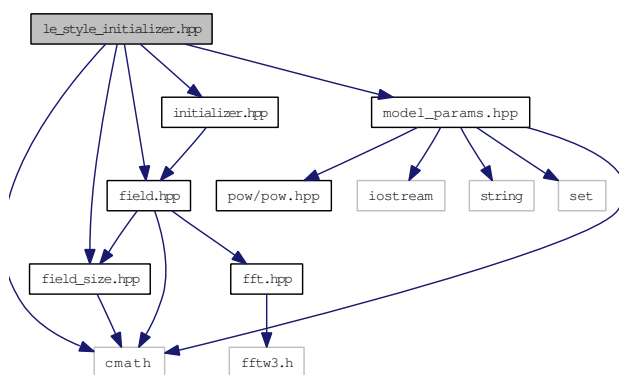 le_style_initializer.hpp
initializer.hpp
model_params.hpp
field.hpp
pow/pow.hpp
iostream
string
set
field_size.hpp
fft.hpp
cmath
fftw3.h